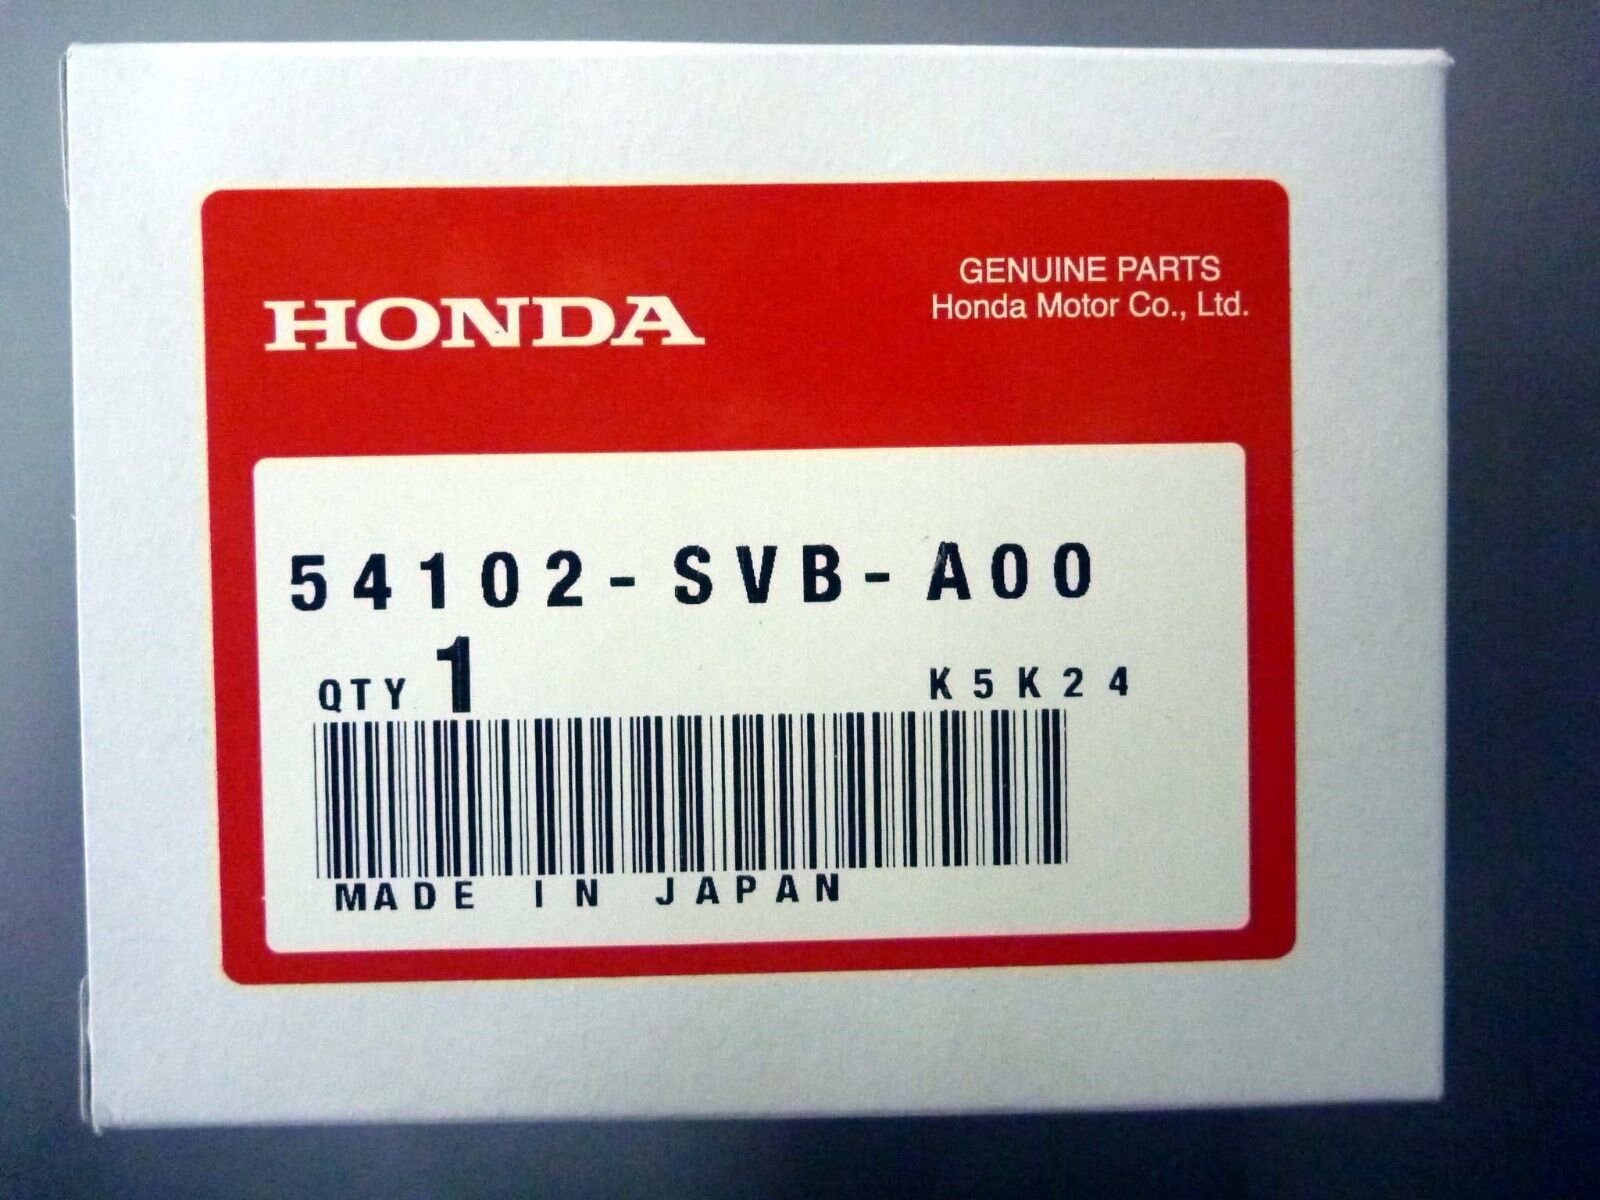 HONDA
GENUINE PARTS
Honda Motor Co., Ltd.
54102-SVB-A00
QTY 1
K5K24
MADE IN JAPAN